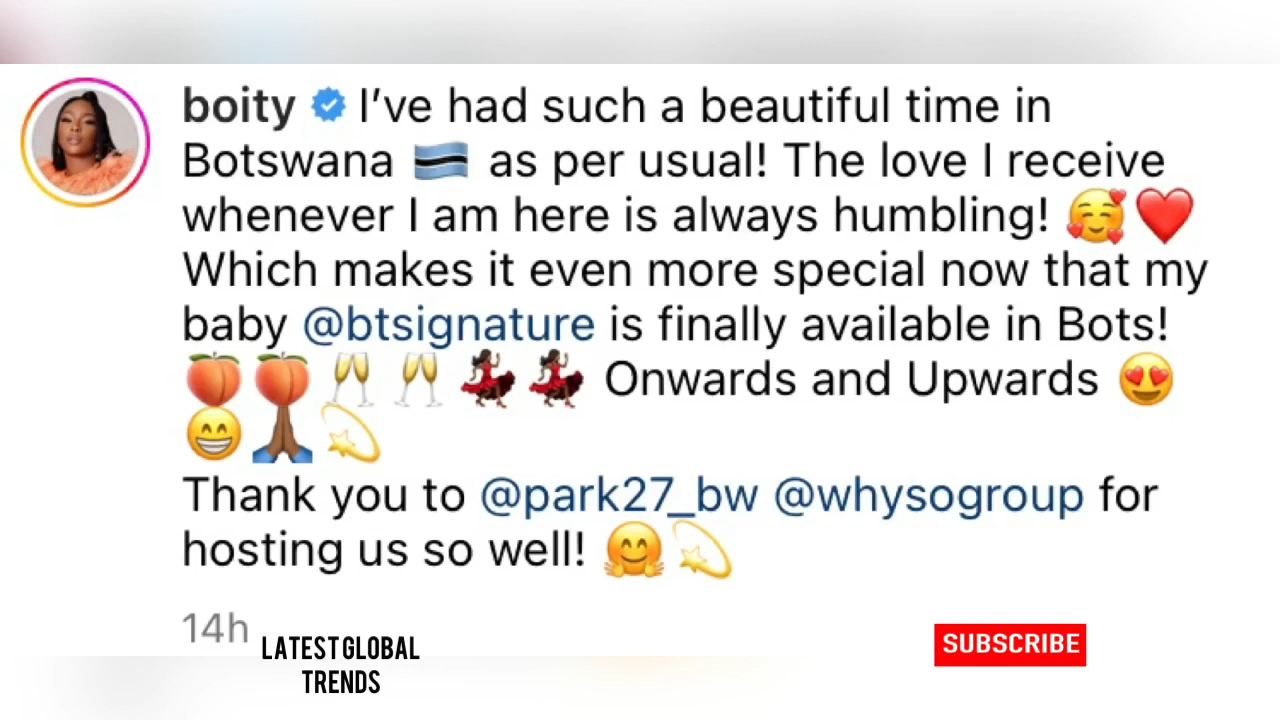 boity I've had such a beautiful time in
Botswana 🇧🇼 as per usual! The love I receive
whenever I am here is always humbling! 🥰❤️
Which makes it even more special now that my
baby @btsignature is finally available in Bots!
🍑🍑🥂🥂💃🏾💃🏾 Onwards and Upwards 😍
😁🙏🏾💫
Thank you to @park27_bw @whysogroup for
hosting us so well! 🤗💫
14h
LATEST GLOBAL
TRENDS
SUBSCRIBE